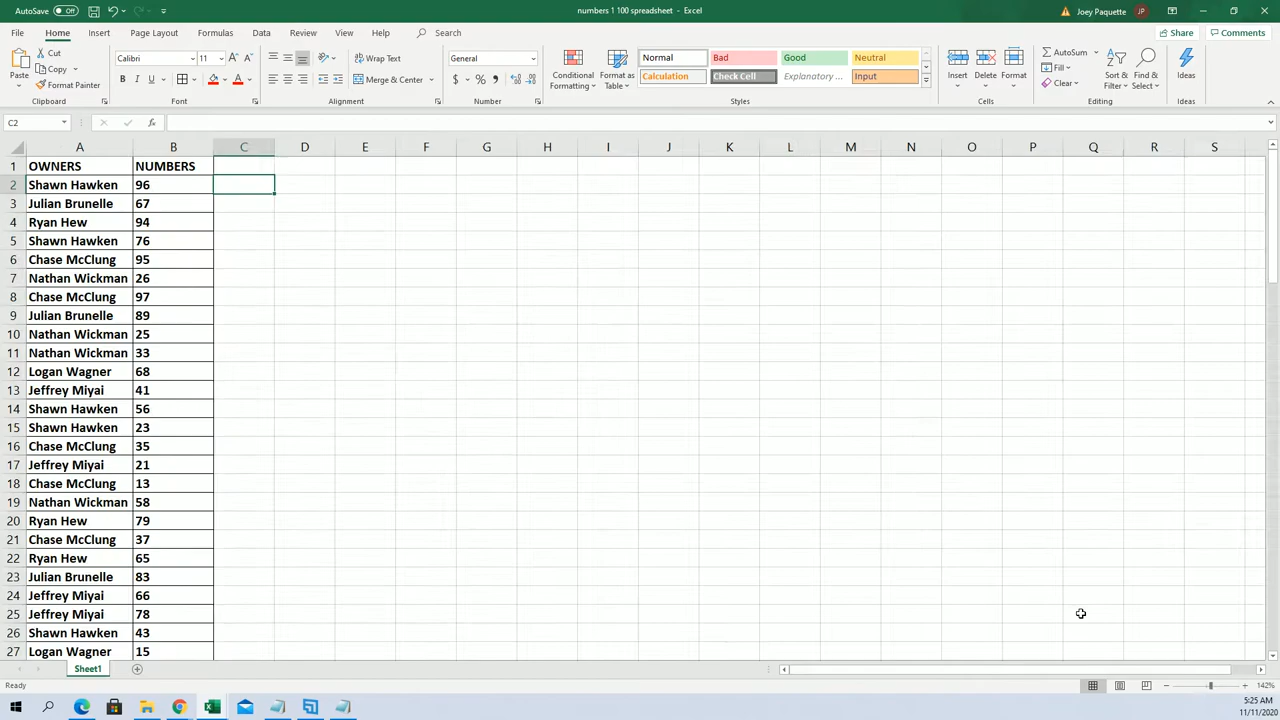 AutoSave Off
numbers 1 100 spreadsheet - Excel
Joey Paquette JP
File Home Insert Page Layout Formulas Data Review View Help Search
Share Comments
Paste
Cut
Copy
Format Painter
Clipboard
Calibri 11
B I U
Font
Merge & Center
Alignment
General
$ % ,
Number
Conditional Formatting
Format as Table
Normal Bad Good Neutral
Calculation Check Cell Explanatory ... Input
Styles
Insert Delete Format
Cells
AutoSum
Fill
Clear
Sort & Filter
Find & Select
Editing
Ideas
Ideas
C2 fx
A B C D E F G H I J K L M N O P Q R S
1 OWNERS NUMBERS
2 Shawn Hawken 96
3 Julian Brunelle 67
4 Ryan Hew 94
5 Shawn Hawken 76
6 Chase McClung 95
7 Nathan Wickman 26
8 Chase McClung 97
9 Julian Brunelle 89
10 Nathan Wickman 25
11 Nathan Wickman 33
12 Logan Wagner 68
13 Jeffrey Miyai 41
14 Shawn Hawken 56
15 Shawn Hawken 23
16 Chase McClung 35
17 Jeffrey Miyai 21
18 Chase McClung 13
19 Nathan Wickman 58
20 Ryan Hew 79
21 Chase McClung 37
22 Ryan Hew 65
23 Julian Brunelle 83
24 Jeffrey Miyai 66
25 Jeffrey Miyai 78
26 Shawn Hawken 43
27 Logan Wagner 15
Sheet1
Ready
142%
5:25 AM
11/11/2020